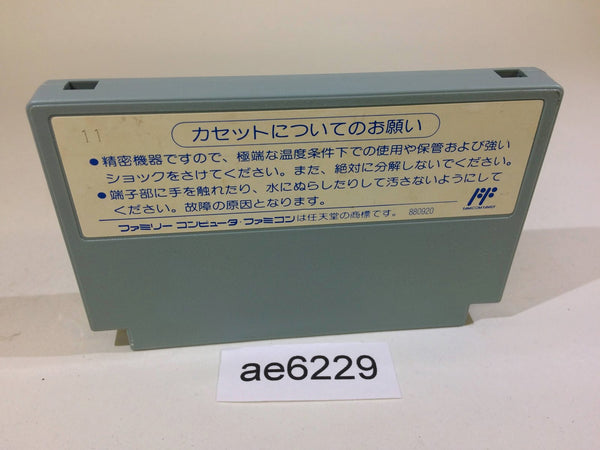 11
カセットについてのお願い
●精密機器ですので、極端な温度条件下での使用や保管および強い
ショックをさけてください。また、絶対に分解しないでください。
●端子部に手を触れたり、水にぬらしたりして汚さないようにして
ください。故障の原因となります。
FAMICOM FAMILY
ファミリー コンピュータ・ファミコンは任天堂の商標です。 880920
ae6229